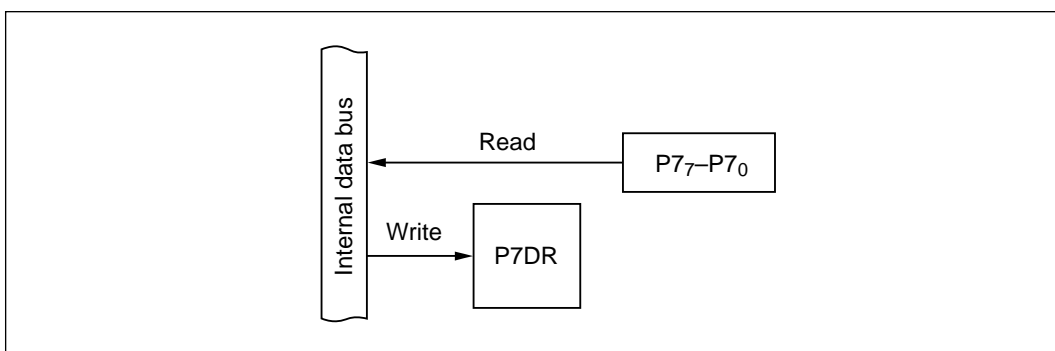 Internal data bus
Read
P7₇–P7₀
Write
P7DR